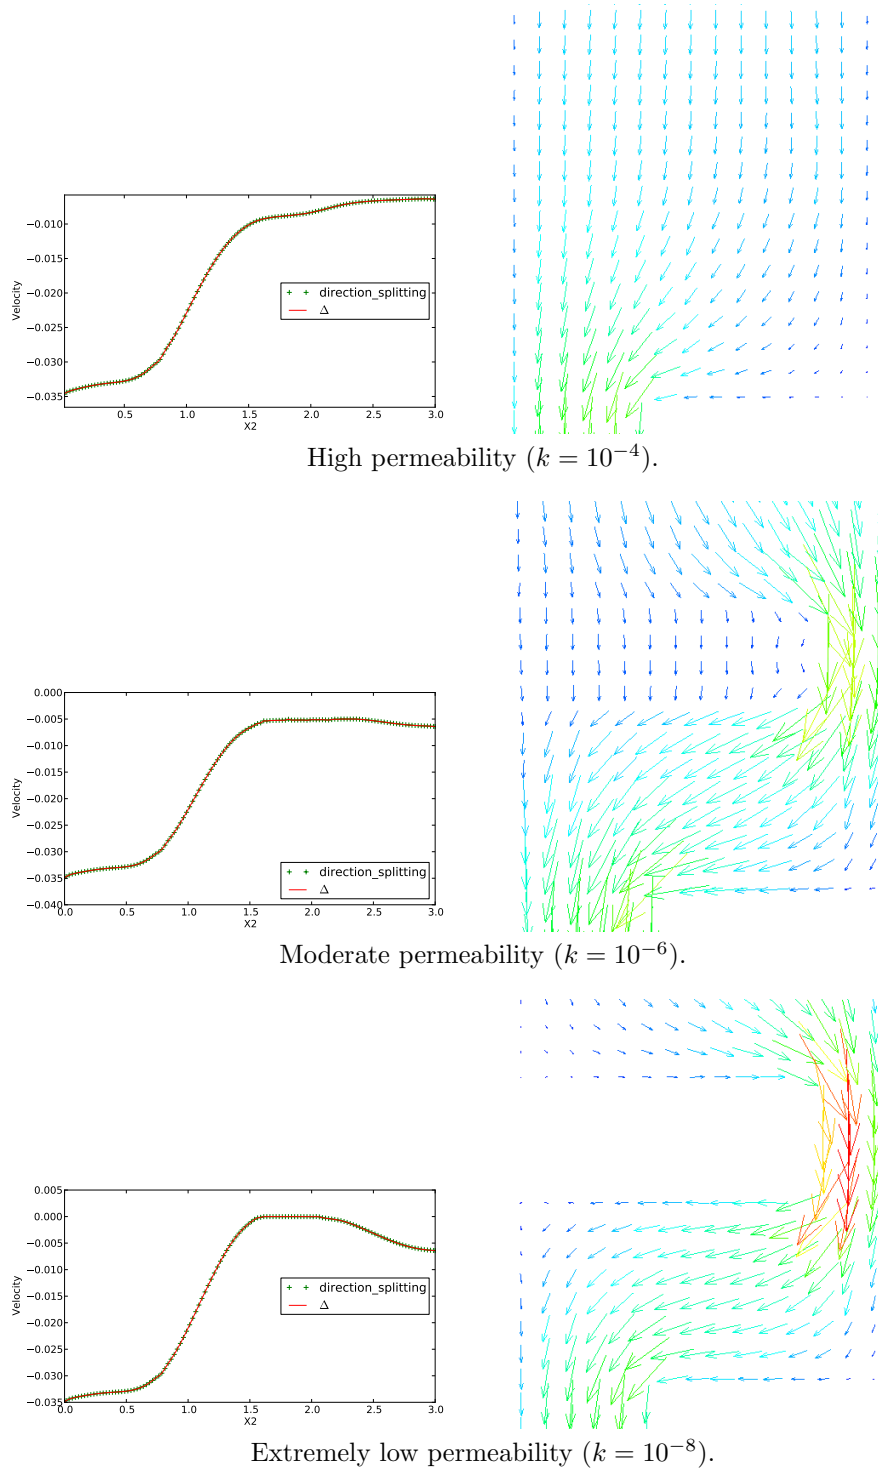 −0.010
−0.015
−0.020
−0.025
−0.030
−0.035
Velocity
direction_splitting
Δ
0.5 1.0 1.5 2.0 2.5 3.0
X2
High permeability (k = 10⁻⁴).
0.000
−0.005
−0.010
−0.015
−0.020
−0.025
−0.030
−0.035
−0.040
Velocity
direction_splitting
Δ
0.0 0.5 1.0 1.5 2.0 2.5 3.0
X2
Moderate permeability (k = 10⁻⁶).
0.005
0.000
−0.005
−0.010
−0.015
−0.020
−0.025
−0.030
−0.035
Velocity
direction_splitting
Δ
0.0 0.5 1.0 1.5 2.0 2.5 3.0
X2
Extremely low permeability (k = 10⁻⁸).